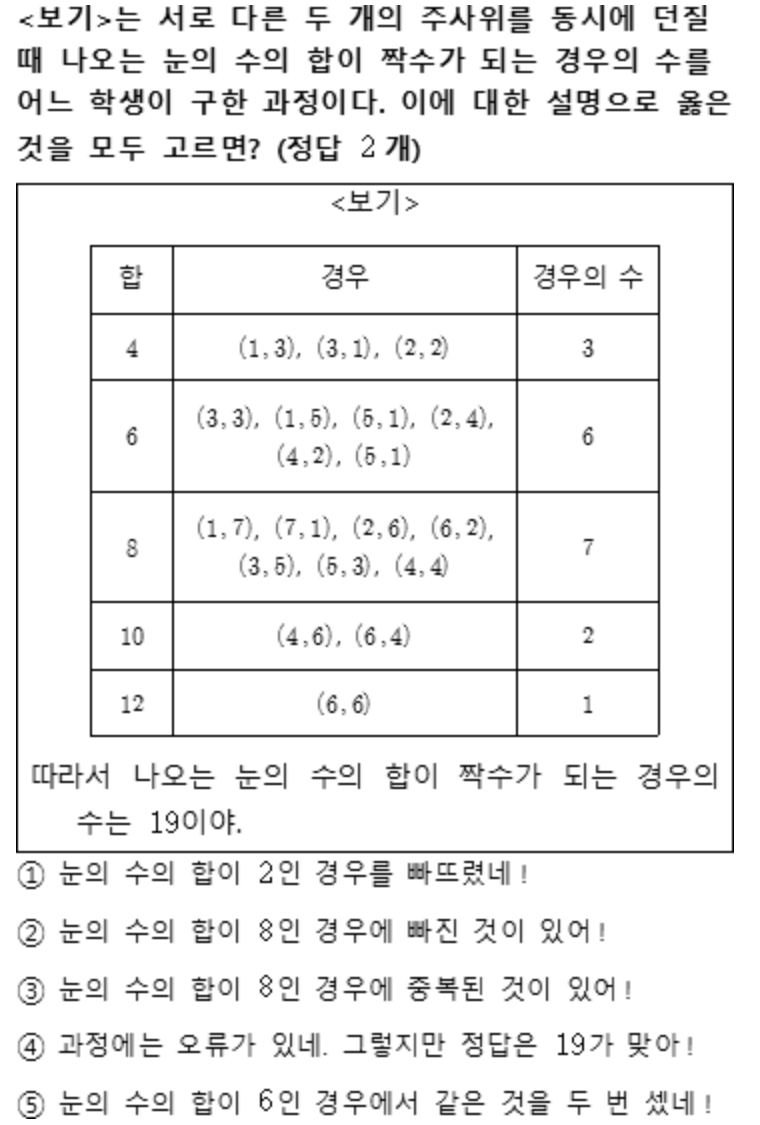 <보기>는 서로 다른 두 개의 주사위를 동시에 던질
때 나오는 눈의 수의 합이 짝수가 되는 경우의 수를
어느 학생이 구한 과정이다. 이에 대한 설명으로 옳은
것을 모두 고르면? (정답 2개)
<보기>
합 경우 경우의 수
4 (1, 3), (3, 1), (2, 2) 3
6 (3, 3), (1, 5), (5, 1), (2, 4),
(4, 2), (5, 1) 6
8 (1, 7), (7, 1), (2, 6), (6, 2),
(3, 5), (5, 3), (4, 4) 7
10 (4, 6), (6, 4) 2
12 (6, 6) 1
따라서 나오는 눈의 수의 합이 짝수가 되는 경우의
수는 19이야.
① 눈의 수의 합이 2인 경우를 빠뜨렸네!
② 눈의 수의 합이 8인 경우에 빠진 것이 있어!
③ 눈의 수의 합이 8인 경우에 중복된 것이 있어!
④ 과정에는 오류가 있네. 그렇지만 정답은 19가 맞아!
⑤ 눈의 수의 합이 6인 경우에서 같은 것을 두 번 셌네!